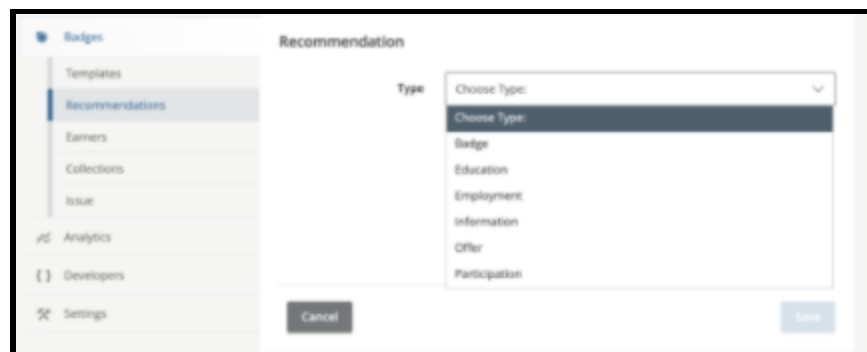 Badges
Templates
Recommendations
Earners
Collections
Issue
Analytics
Developers
Settings
Recommendation
Type
Choose Type:
Choose Type:
Badge
Education
Employment
Information
Offer
Participation
Cancel
Save